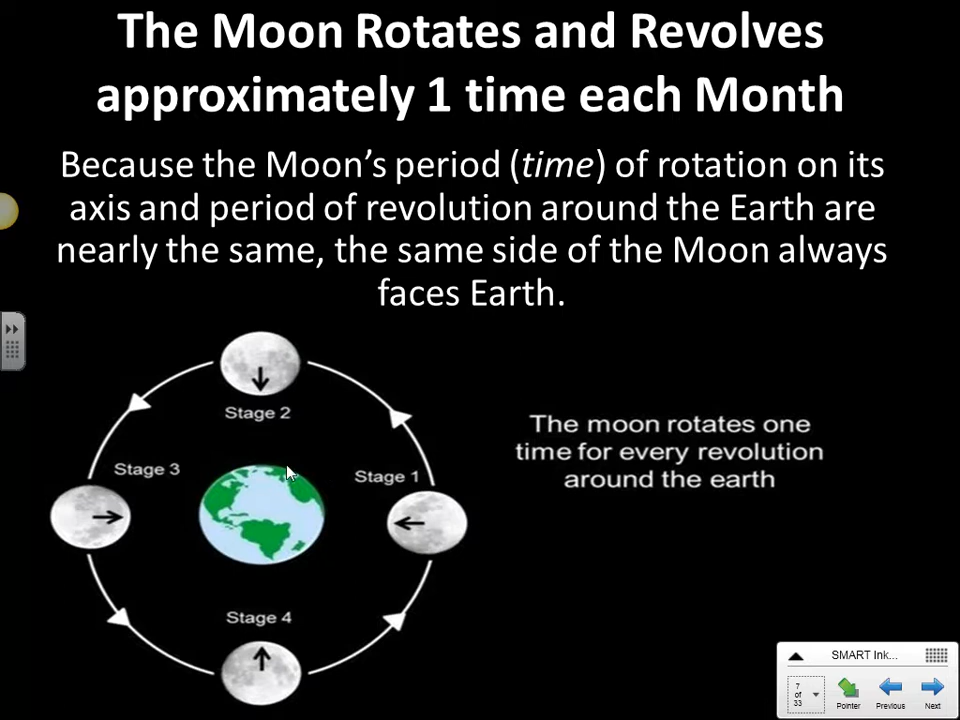 The Moon Rotates and Revolves
approximately 1 time each Month
Because the Moon’s period (time) of rotation on its
axis and period of revolution around the Earth are
nearly the same, the same side of the Moon always
faces Earth.
Stage 2
Stage 3
Stage 1
Stage 4
The moon rotates one
time for every revolution
around the earth
SMART Ink...
7
of
33
Pointer
Previous
Next